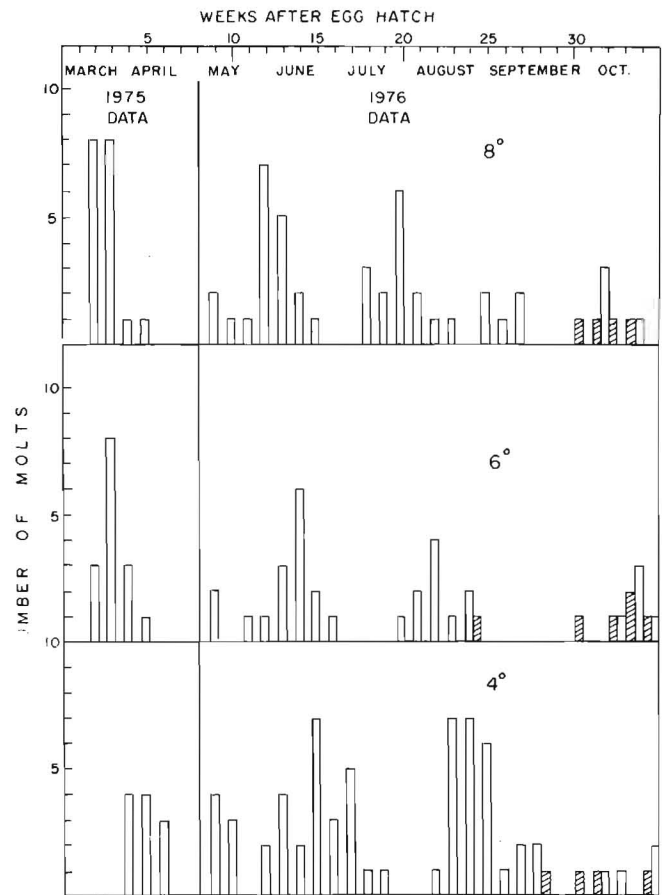 WEEKS AFTER EGG HATCH
5 10 15 20 25 30
MARCH APRIL MAY JUNE JULY AUGUST SEPTEMBER OCT.
1975 DATA
1976 DATA
10
5
8°
10
5
6°
10
5
4°
MBER OF MOLTS